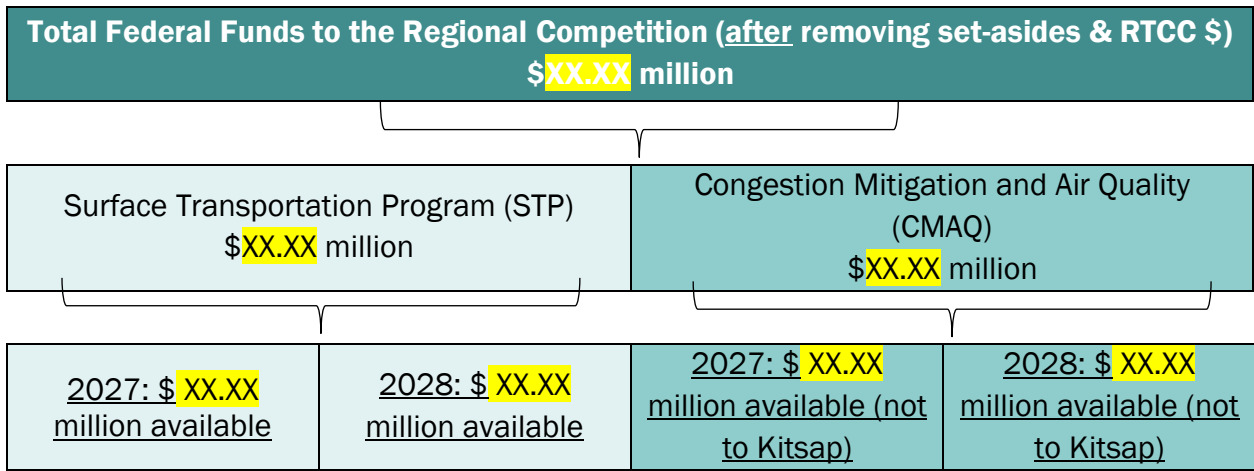 Total Federal Funds to the Regional Competition (after removing set-asides & RTCC $)
$XX.XX million
Surface Transportation Program (STP)
$XX.XX million
Congestion Mitigation and Air Quality
(CMAQ)
$XX.XX million
2027: $ XX.XX
million available
2028: $ XX.XX
million available
2027: $ XX.XX
million available (not
to Kitsap)
2028: $ XX.XX
million available (not
to Kitsap)